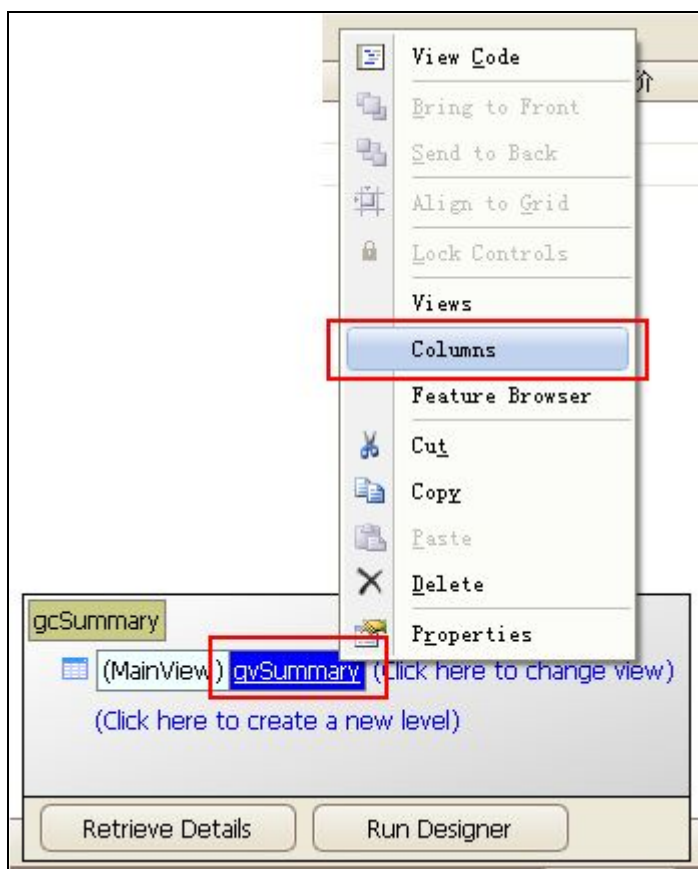 View Code
价
Bring to Front
Send to Back
Align to Grid
Lock Controls
Views
Columns
Feature Browser
Cut
Copy
Paste
Delete
Properties
gcSummary
(MainView) gvSummary (Click here to change view)
(Click here to create a new level)
Retrieve Details Run Designer